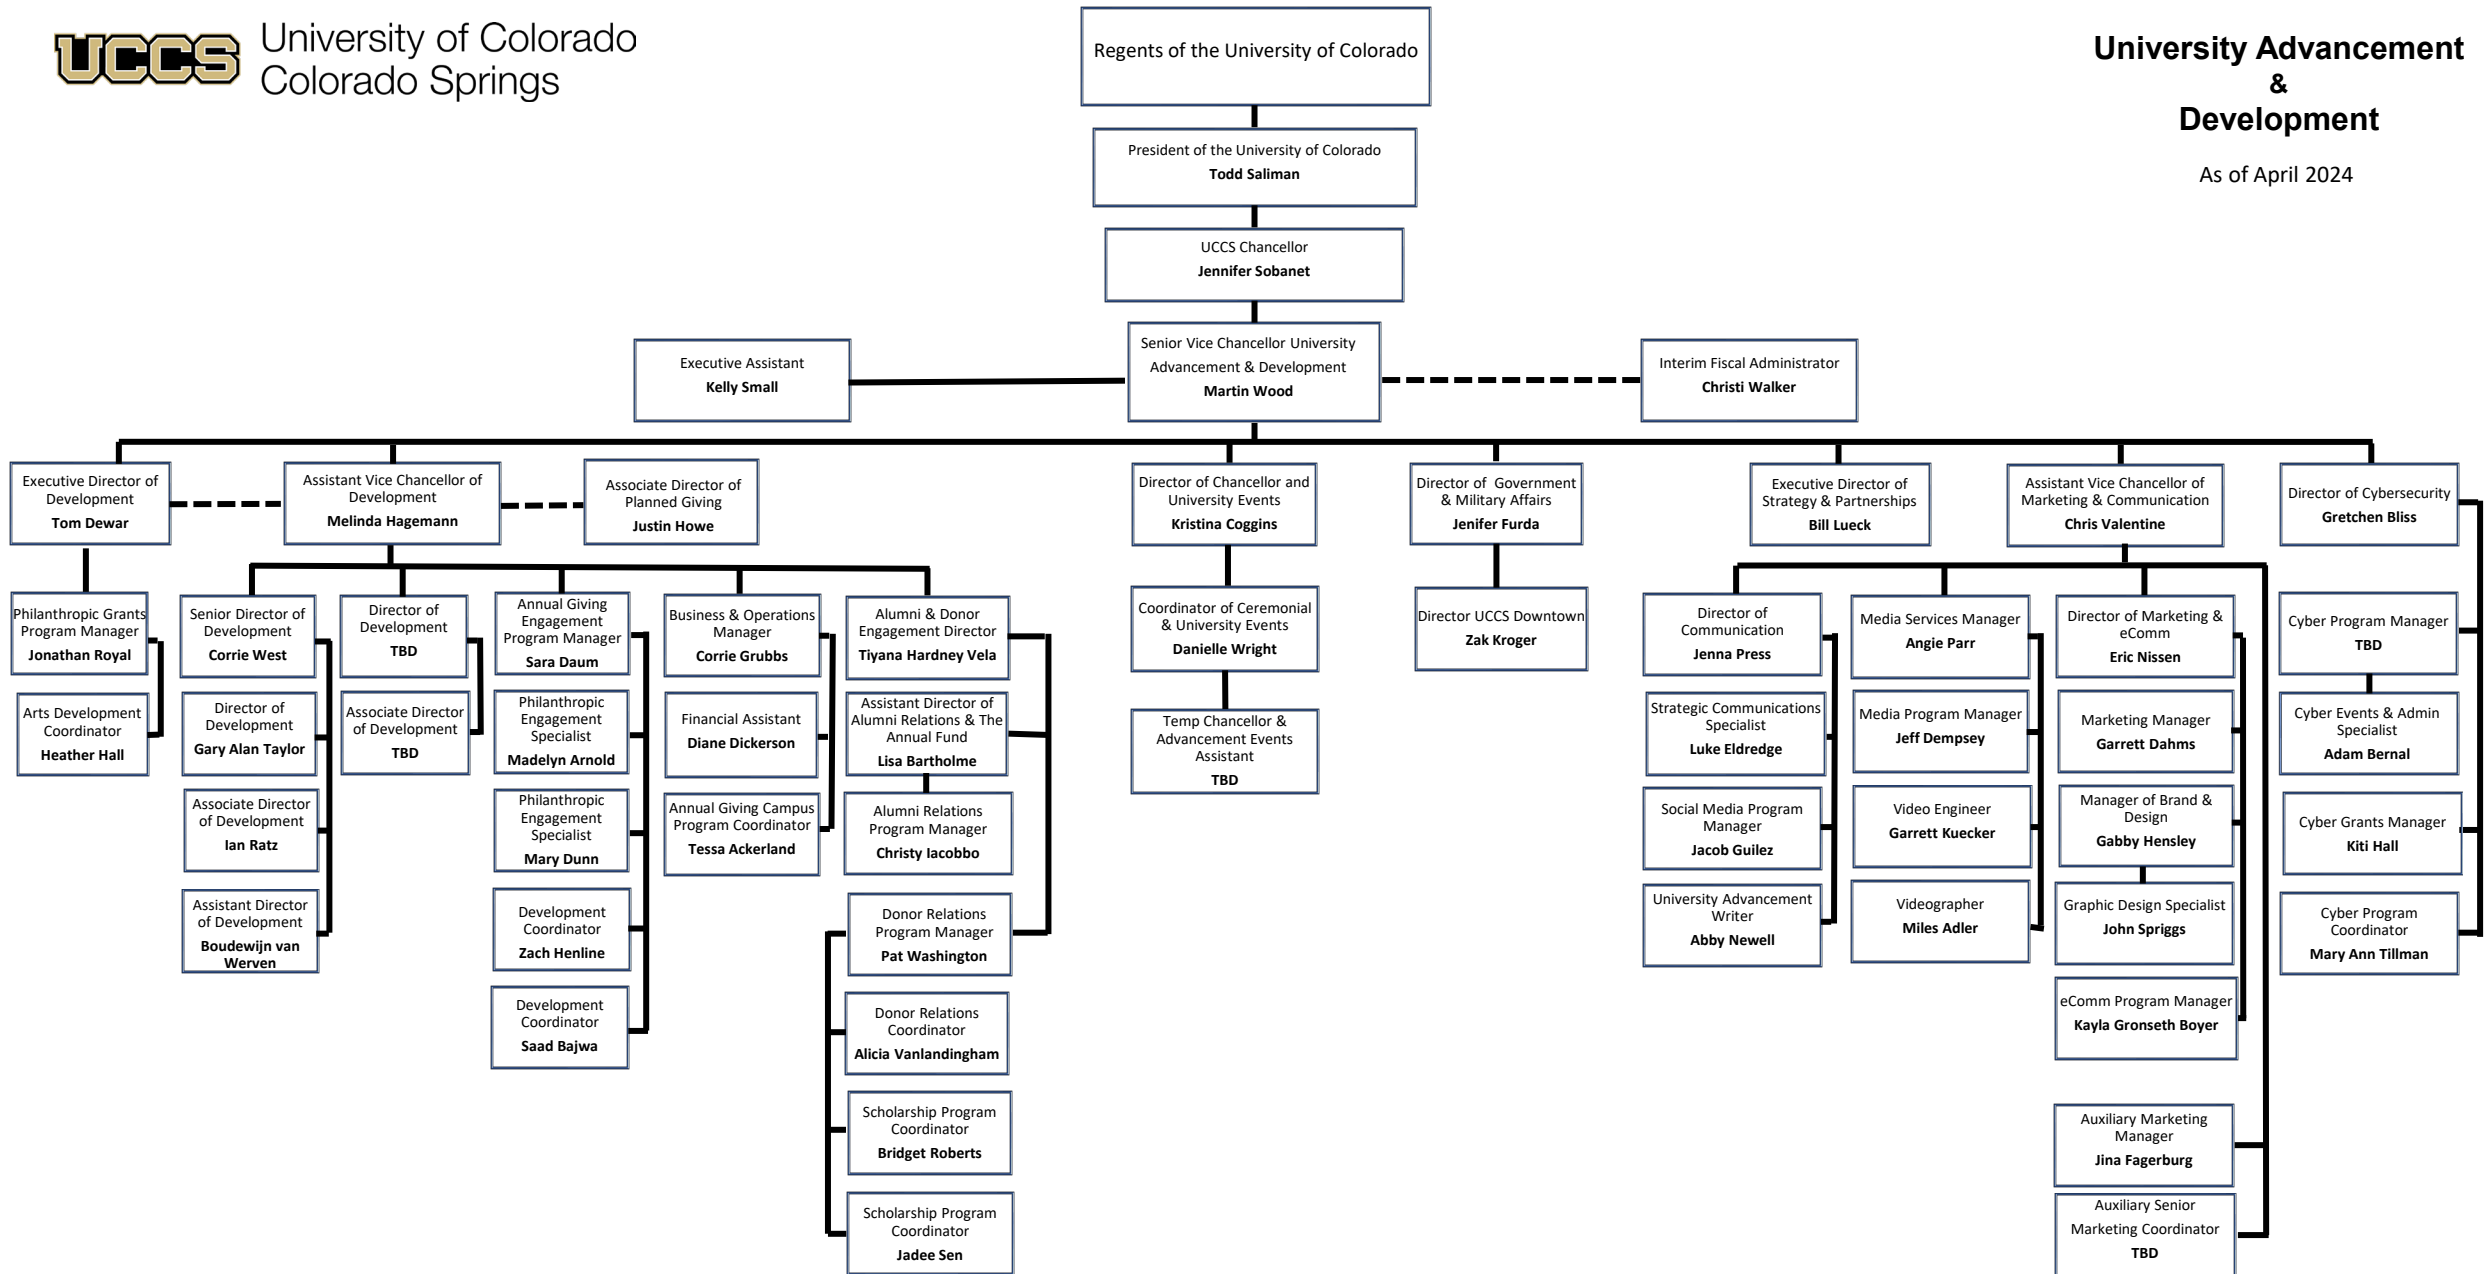 UCCS
University of Colorado
Colorado Springs
University Advancement
&
Development
As of April 2024
Regents of the University of Colorado
President of the University of Colorado
Todd Saliman
UCCS Chancellor
Jennifer Sobanet
Executive Assistant
Kelly Small
Senior Vice Chancellor University
Advancement & Development
Martin Wood
Interim Fiscal Administrator
Christi Walker
Executive Director of
Development
Tom Dewar
Assistant Vice Chancellor of
Development
Melinda Hagemann
Associate Director of
Planned Giving
Justin Howe
Director of Chancellor and
University Events
Kristina Coggins
Director of  Government
& Military Affairs
Jenifer Furda
Executive Director of
Strategy & Partnerships
Bill Lueck
Assistant Vice Chancellor of
Marketing & Communication
Chris Valentine
Director of Cybersecurity
Gretchen Bliss
Philanthropic Grants
Program Manager
Jonathan Royal
Arts Development
Coordinator
Heather Hall
Senior Director of
Development
Corrie West
Director of
Development
Gary Alan Taylor
Associate Director
of Development
Ian Ratz
Assistant Director
of Development
Boudewijn van
Werven
Director of
Development
TBD
Associate Director
of Development
TBD
Annual Giving
Engagement
Program Manager
Sara Daum
Philanthropic
Engagement
Specialist
Madelyn Arnold
Philanthropic
Engagement
Specialist
Mary Dunn
Development
Coordinator
Zach Henline
Development
Coordinator
Saad Bajwa
Business & Operations
Manager
Corrie Grubbs
Financial Assistant
Diane Dickerson
Annual Giving Campus
Program Coordinator
Tessa Ackerland
Alumni & Donor
Engagement Director
Tiyana Hardney Vela
Assistant Director of
Alumni Relations & The
Annual Fund
Lisa Bartholme
Alumni Relations
Program Manager
Christy Iacobbo
Donor Relations
Program Manager
Pat Washington
Donor Relations
Coordinator
Alicia Vanlandingham
Scholarship Program
Coordinator
Bridget Roberts
Scholarship Program
Coordinator
Jadee Sen
Coordinator of Ceremonial
& University Events
Danielle Wright
Temp Chancellor &
Advancement Events
Assistant
TBD
Director UCCS Downtown
Zak Kroger
Director of
Communication
Jenna Press
Strategic Communications
Specialist
Luke Eldredge
Social Media Program
Manager
Jacob Guilez
University Advancement
Writer
Abby Newell
Media Services Manager
Angie Parr
Media Program Manager
Jeff Dempsey
Video Engineer
Garrett Kuecker
Videographer
Miles Adler
Director of Marketing &
eComm
Eric Nissen
Marketing Manager
Garrett Dahms
Manager of Brand &
Design
Gabby Hensley
Graphic Design Specialist
John Spriggs
eComm Program Manager
Kayla Gronseth Boyer
Auxiliary Marketing
Manager
Jina Fagerburg
Auxiliary Senior
Marketing Coordinator
TBD
Cyber Program Manager
TBD
Cyber Events & Admin
Specialist
Adam Bernal
Cyber Grants Manager
Kiti Hall
Cyber Program
Coordinator
Mary Ann Tillman